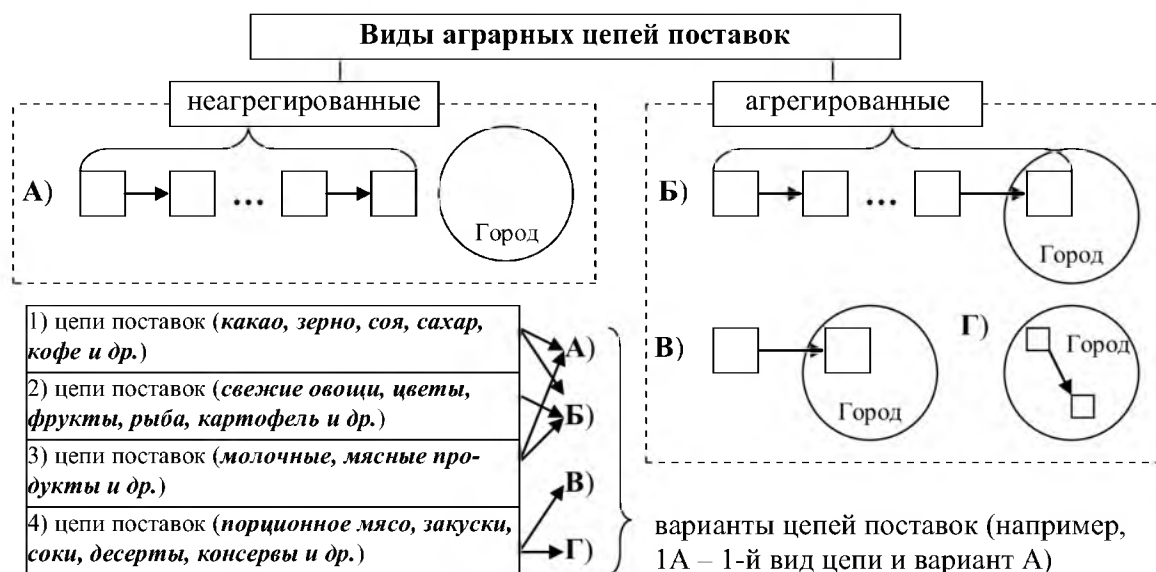 Виды аграрных цепей поставок
неагрегированные
агрегированные
А)
...
Город
Б)
...
Город
В)
Город
Г)
Город
1) цепи поставок (какао, зерно, соя, сахар,
кофе и др.)
2) цепи поставок (свежие овощи, цветы,
фрукты, рыба, картофель и др.)
3) цепи поставок (молочные, мясные про-
дукты и др.)
4) цепи поставок (порционное мясо, закуски,
соки, десерты, консервы и др.)
А)
Б)
В)
Г)
варианты цепей поставок (например,
1А – 1-й вид цепи и вариант А)